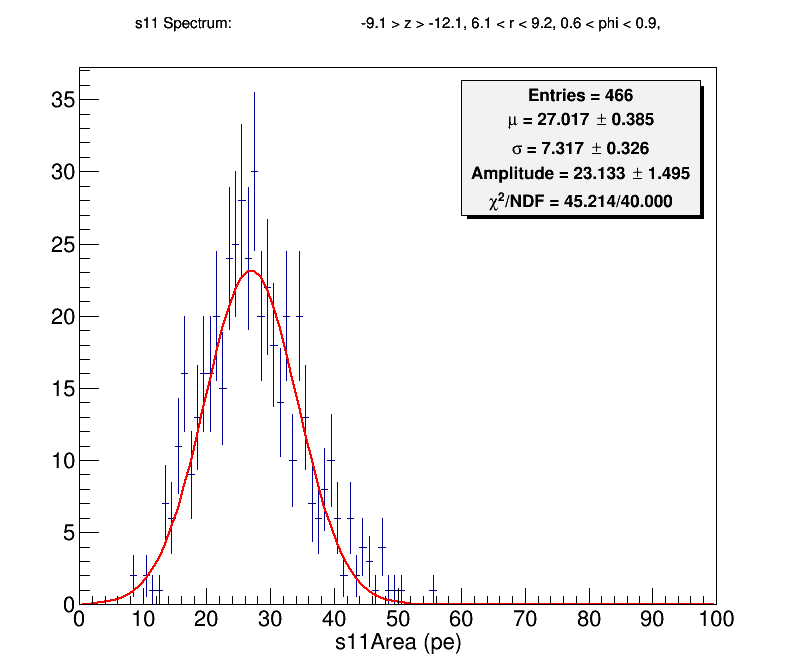 s11 Spectrum: -9.1 > z > -12.1, 6.1 < r < 9.2, 0.6 < phi < 0.9,
Entries = 466
μ = 27.017 ± 0.385
σ = 7.317 ± 0.326
Amplitude = 23.133 ± 1.495
χ²/NDF = 45.214/40.000
35
30
25
20
15
10
5
0
0 10 20 30 40 50 60 70 80 90 100
s11Area (pe)